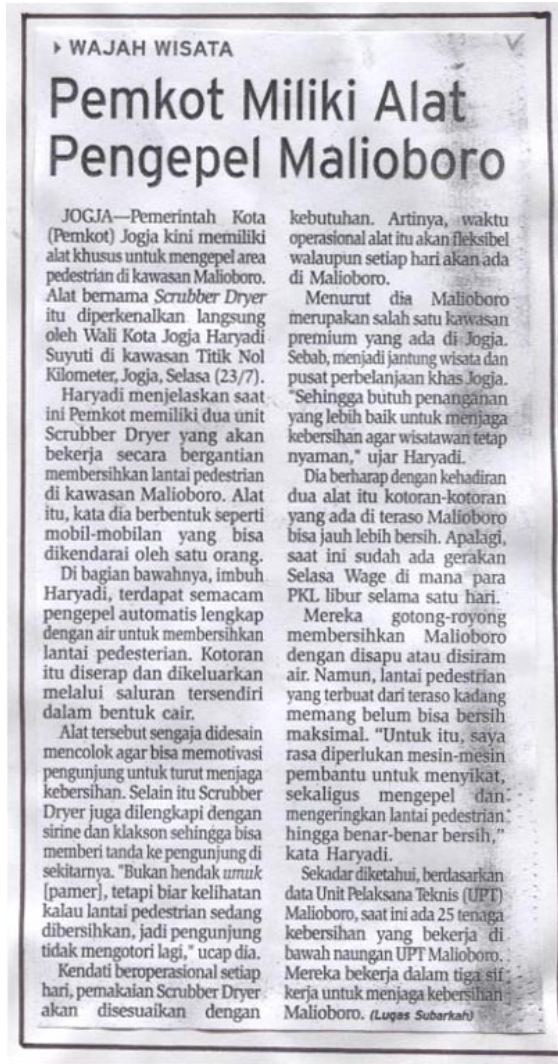 WAJAH WISATA
Pemkot Miliki Alat
Pengepel Malioboro
JOGJA—Pemerintah Kota
(Pemkot) Jogja kini memiliki
alat khusus untuk mengepel area
pedestrian di kawasan Malioboro.
Alat bernama Scrubber Dryer
itu diperkenalkan langsung
oleh Wali Kota Jogja Haryadi
Suyuti di kawasan Titik Nol
Kilometer, Jogja, Selasa (23/7).
Haryadi menjelaskan saat
ini Pemkot memiliki dua unit
Scrubber Dryer yang akan
bekerja secara bergantian
membersihkan lantai pedestrian
di kawasan Malioboro. Alat
itu, kata dia berbentuk seperti
mobil-mobilan yang bisa
dikendarai oleh satu orang.
Di bagian bawahnya, imbuh
Haryadi, terdapat semacam
pengepel automatis lengkap
dengan air untuk membersihkan
lantai pedesterian. Kotoran
itu diserap dan dikeluarkan
melalui saluran tersendiri
dalam bentuk cair.
Alat tersebut sengaja didesain
mencolok agar bisa memotivasi
pengunjung untuk turut menjaga
kebersihan. Selain itu Scrubber
Dryer juga dilengkapi dengan
sirine dan klakson sehingga bisa
memberi tanda ke pengunjung di
sekitarnya. "Bukan hendak umuk
[pamer], tetapi biar kelihatan
kalau lantai pedestrian sedang
dibersihkan, jadi pengunjung
tidak mengotori lagi," ucap dia.
Kendati beroperasional setiap
hari, pemakaian Scrubber Dryer
akan disesuaikan dengan
kebutuhan. Artinya, waktu
operasional alat itu akan fleksibel
walaupun setiap hari akan ada
di Malioboro.
Menurut dia Malioboro
merupakan salah satu kawasan
premium yang ada di Jogja.
Sebab, menjadi jantung wisata dan
pusat perbelanjaan khas Jogja.
"Sehingga butuh penanganan
yang lebih baik untuk menjaga
kebersihan agar wisatawan tetap
nyaman," ujar Haryadi.
Dia berharap dengan kehadiran
dua alat itu kotoran-kotoran
yang ada di teraso Malioboro
bisa jauh lebih bersih. Apalagi,
saat ini sudah ada gerakan
Selasa Wage di mana para
PKL libur selama satu hari.
Mereka gotong-royong
membersihkan Malioboro
dengan disapu atau disiram
air. Namun, lantai pedestrian
yang terbuat dari teraso kadang
memang belum bisa bersih
maksimal. "Untuk itu, saya
rasa diperlukan mesin-mesin
pembantu untuk menyikat,
sekaligus mengepel dan
mengeringkan lantai pedestrian
hingga benar-benar bersih,"
kata Haryadi.
Sekadar diketahui, berdasarkan
data Unit Pelaksana Teknis (UPT)
Malioboro, saat ini ada 25 tenaga
kebersihan yang bekerja di
bawah naungan UPT Malioboro.
Mereka bekerja dalam tiga sif
kerja untuk menjaga kebersihan
Malioboro. (Lugas Subarkah)